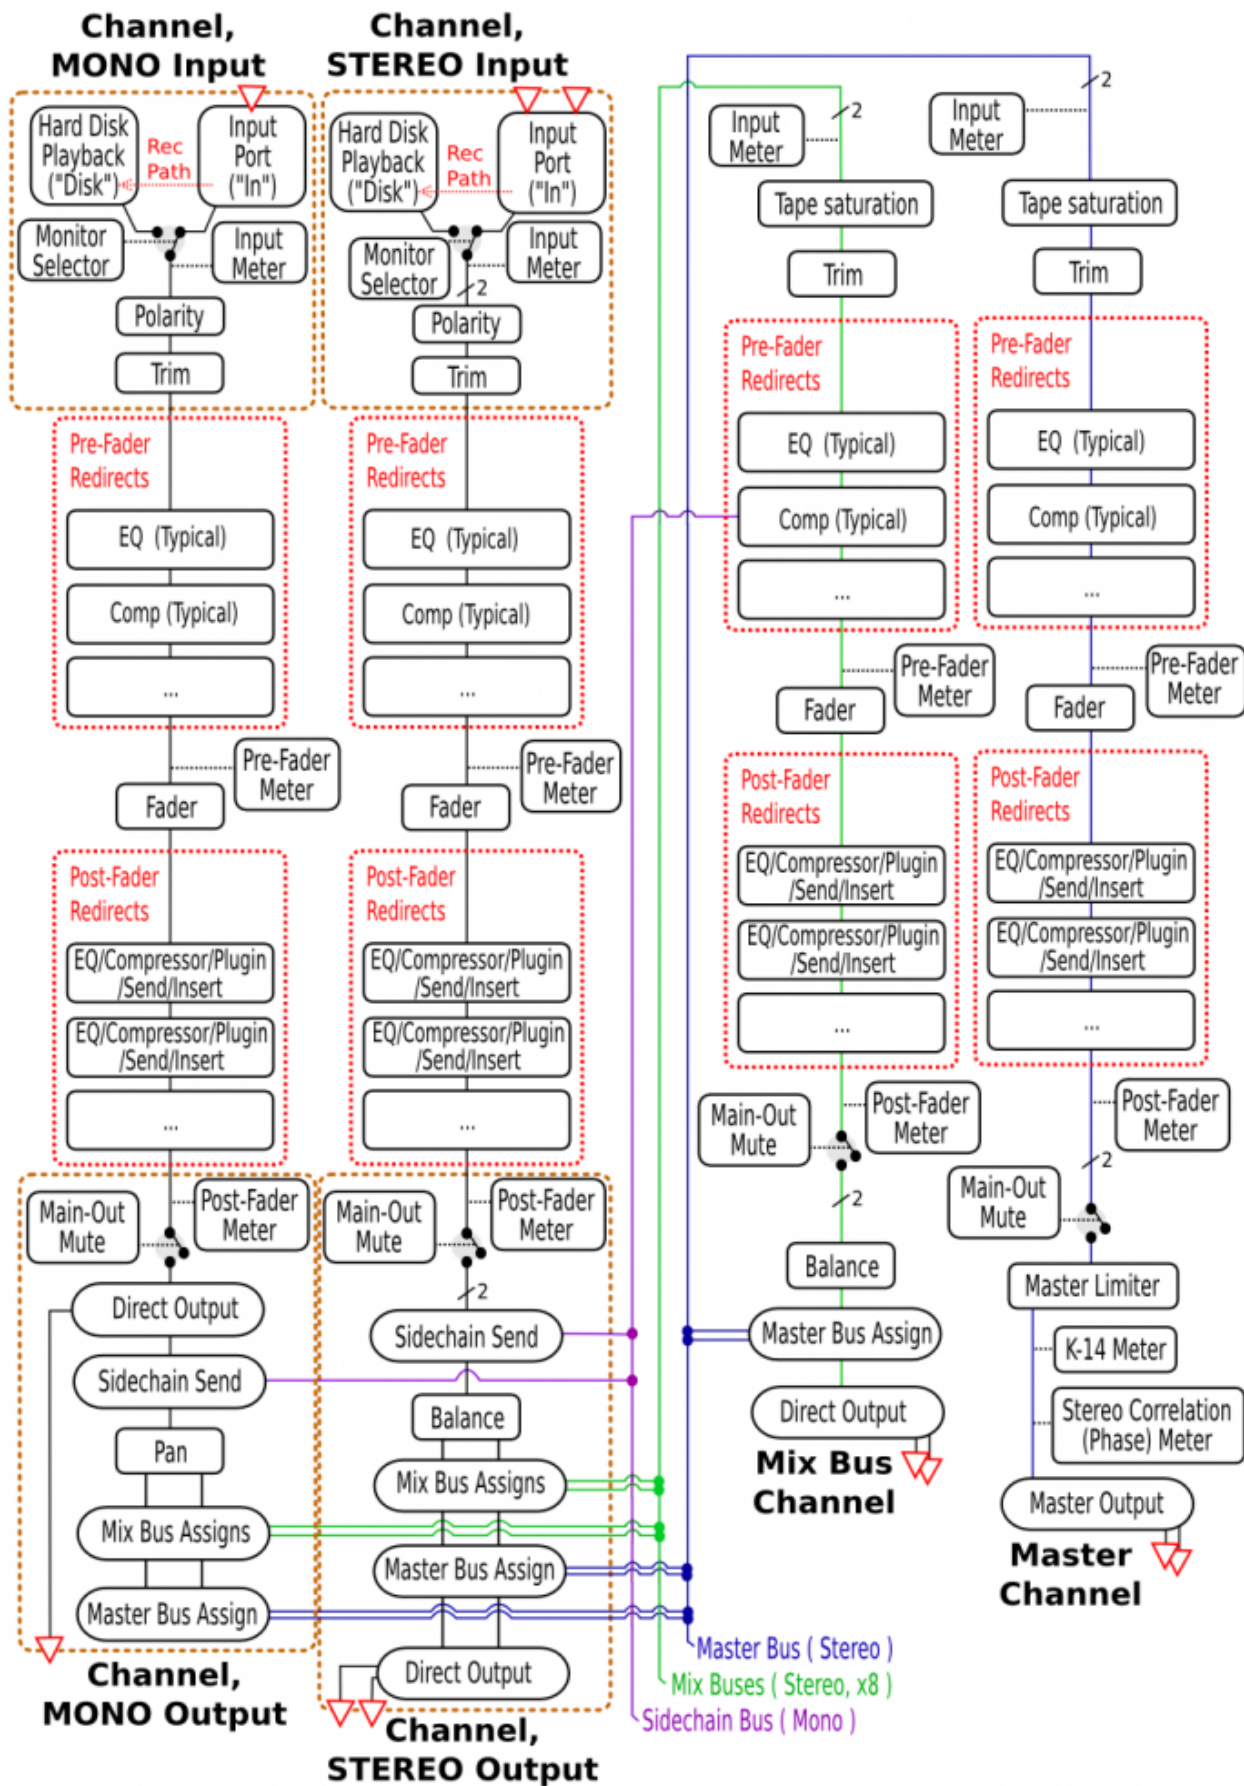 Channel,
MONO Input
Hard Disk
Playback
("Disk")
Rec
Path
Input
Port
("In")
Monitor
Selector
Input
Meter
Polarity
Trim
Pre-Fader
Redirects
EQ (Typical)
Comp (Typical)
...
Pre-Fader
Meter
Fader
Post-Fader
Redirects
EQ/Compressor/Plugin
/Send/Insert
EQ/Compressor/Plugin
/Send/Insert
...
Main-Out
Mute
Post-Fader
Meter
Direct Output
Sidechain Send
Pan
Mix Bus Assigns
Master Bus Assign
Channel,
MONO Output
Channel,
STEREO Input
Hard Disk
Playback
("Disk")
Rec
Path
Input
Port
("In")
Monitor
Selector
Input
Meter
2
Polarity
Trim
Pre-Fader
Redirects
EQ (Typical)
Comp (Typical)
...
Pre-Fader
Meter
Fader
Post-Fader
Redirects
EQ/Compressor/Plugin
/Send/Insert
EQ/Compressor/Plugin
/Send/Insert
...
Main-Out
Mute
Post-Fader
Meter
2
Sidechain Send
Balance
Mix Bus Assigns
Master Bus Assign
Direct Output
Channel,
STEREO Output
2
Input
Meter
Tape saturation
Trim
Pre-Fader
Redirects
EQ (Typical)
Comp (Typical)
...
Pre-Fader
Meter
Fader
Post-Fader
Redirects
EQ/Compressor/Plugin
/Send/Insert
EQ/Compressor/Plugin
/Send/Insert
...
Main-Out
Mute
Post-Fader
Meter
2
Balance
Master Bus Assign
Direct Output
Mix Bus
Channel
2
Input
Meter
Tape saturation
Trim
Pre-Fader
Redirects
EQ (Typical)
Comp (Typical)
...
Pre-Fader
Meter
Fader
Post-Fader
Redirects
EQ/Compressor/Plugin
/Send/Insert
EQ/Compressor/Plugin
/Send/Insert
...
Post-Fader
Meter
2
Main-Out
Mute
Master Limiter
K-14 Meter
Stereo Correlation
(Phase) Meter
Master Output
Master
Channel
Master Bus ( Stereo )
Mix Buses ( Stereo, x8 )
Sidechain Bus ( Mono )